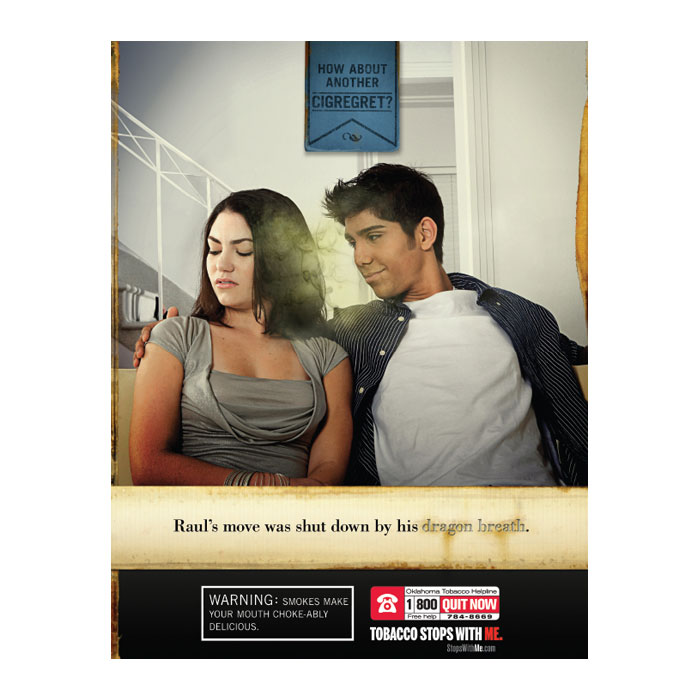 HOW ABOUT
ANOTHER
CIGREGRET?
Raul's move was shut down by his dragon breath.
WARNING: SMOKES MAKE
YOUR MOUTH CHOKE-ABLY
DELICIOUS.
Oklahoma Tobacco Helpline
1 800 QUIT NOW
Free help 784-8669
TOBACCO STOPS WITH ME.
StopsWithMe.com